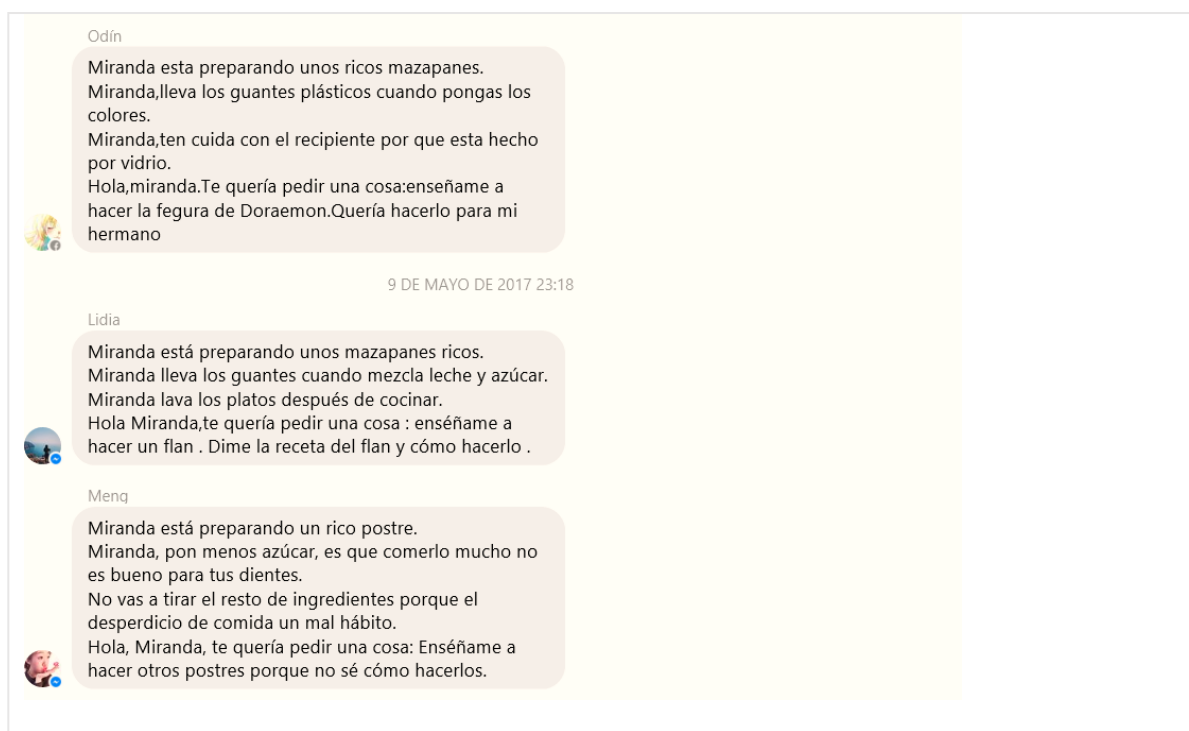 Odín
Miranda esta preparando unos ricos mazapanes.
Miranda,lleva los guantes plásticos cuando pongas los
colores.
Miranda,ten cuida con el recipiente por que esta hecho
por vidrio.
Hola,miranda.Te quería pedir una cosa:enseñame a
hacer la fegura de Doraemon.Quería hacerlo para mi
hermano
9 DE MAYO DE 2017 23:18
Lidia
Miranda está preparando unos mazapanes ricos.
Miranda lleva los guantes cuando mezcla leche y azúcar.
Miranda lava los platos después de cocinar.
Hola Miranda,te quería pedir una cosa : enséñame a
hacer un flan . Dime la receta del flan y cómo hacerlo .
Meng
Miranda está preparando un rico postre.
Miranda, pon menos azúcar, es que comerlo mucho no
es bueno para tus dientes.
No vas a tirar el resto de ingredientes porque el
desperdicio de comida un mal hábito.
Hola, Miranda, te quería pedir una cosa: Enséñame a
hacer otros postres porque no sé cómo hacerlos.